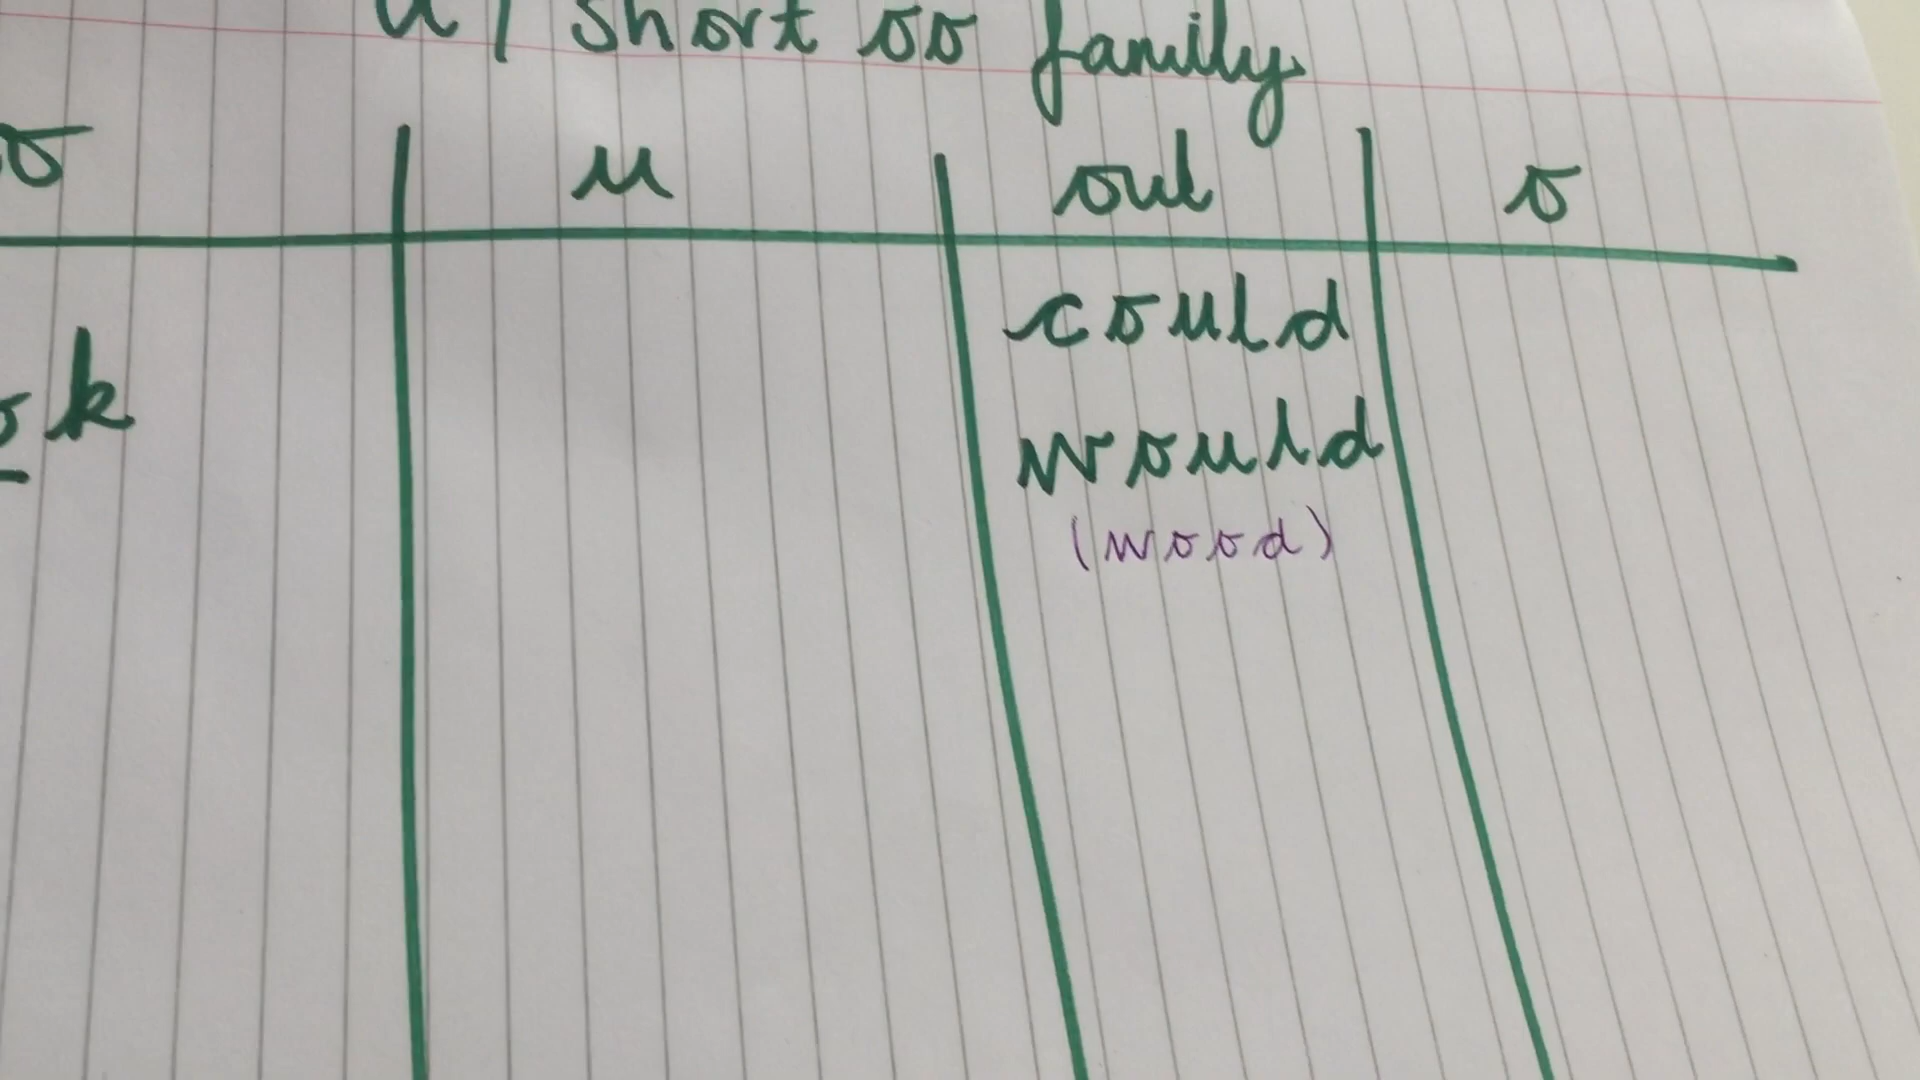 u / short oo family
u oul o
could
would
(wood)